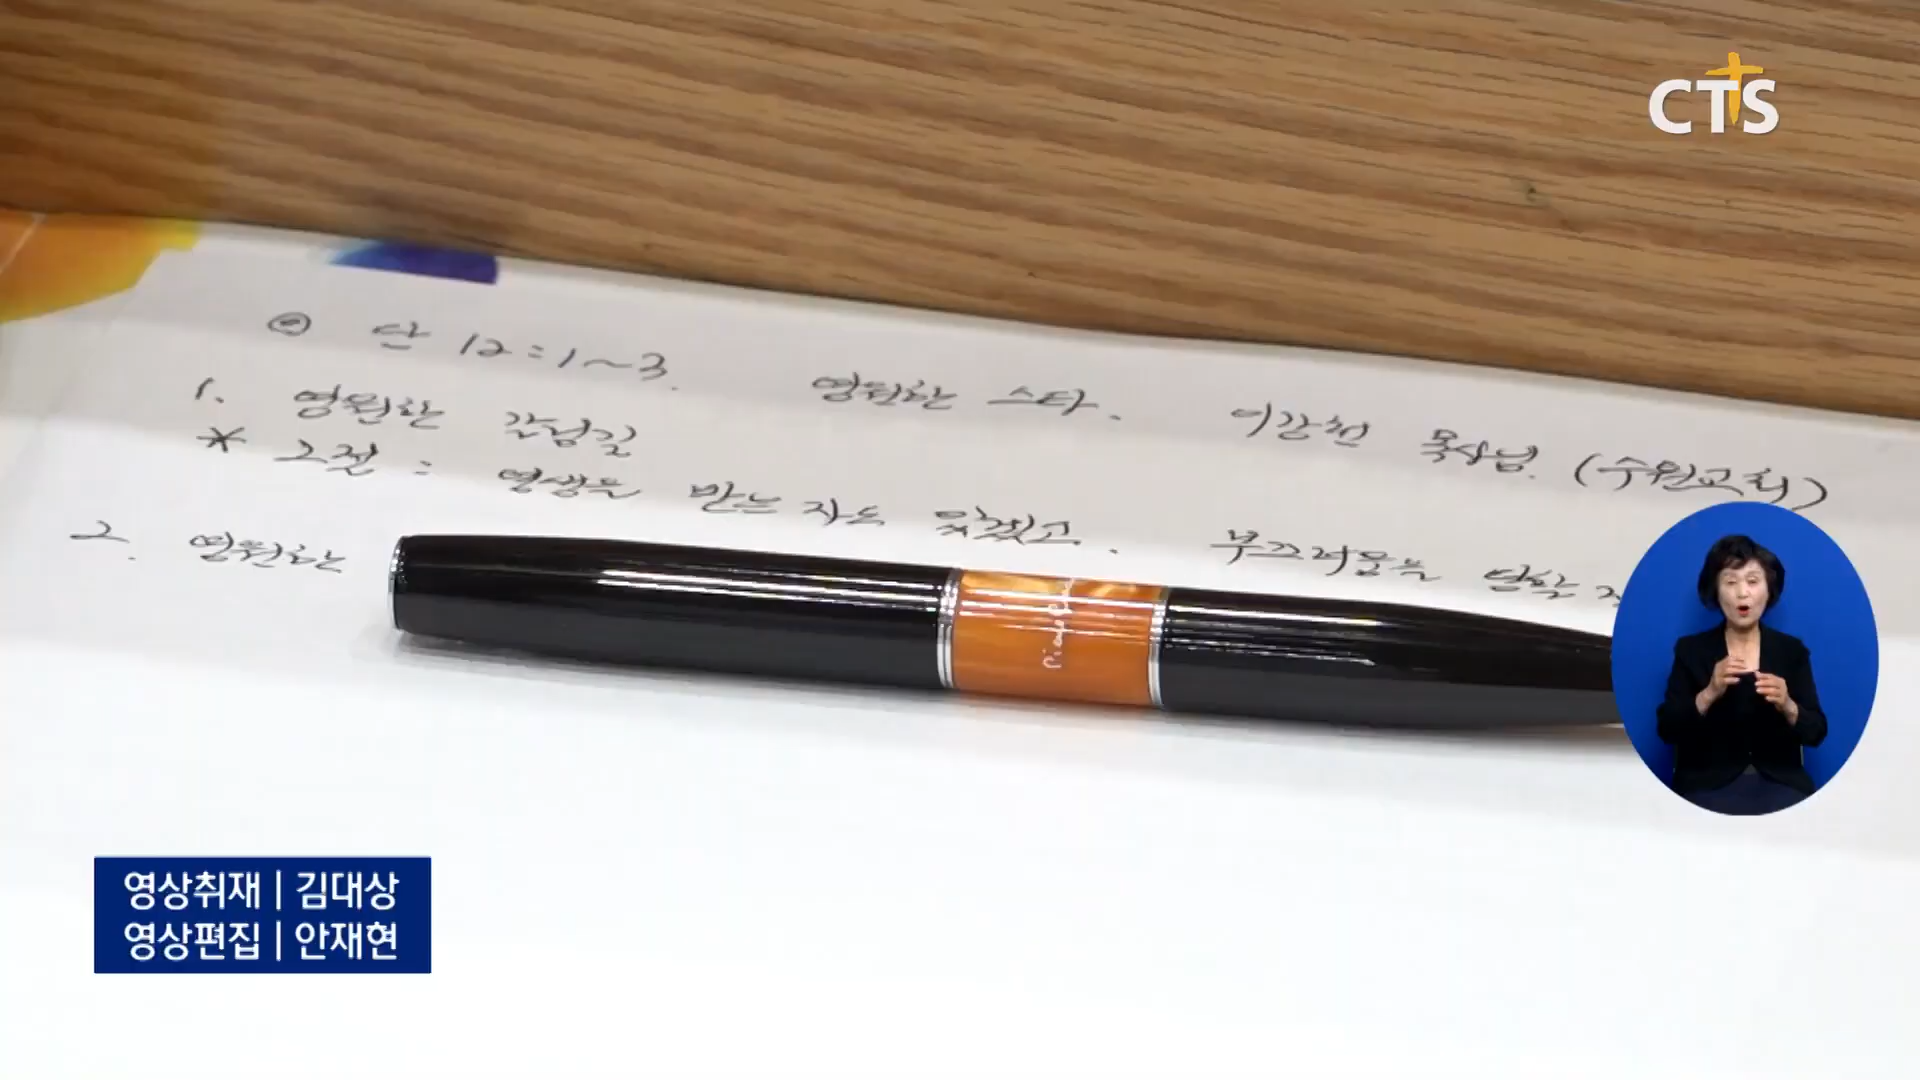 CTS
⊙ 단 12:1~3. 영원한 스타. 이강천 목사님. (수원교회)
1. 영원한 갈림길
* 3절 : 영생을 받는 자도 있겠고. 부끄러움을 당할
2. 영원한
영상취재 | 김대상
영상편집 | 안재현